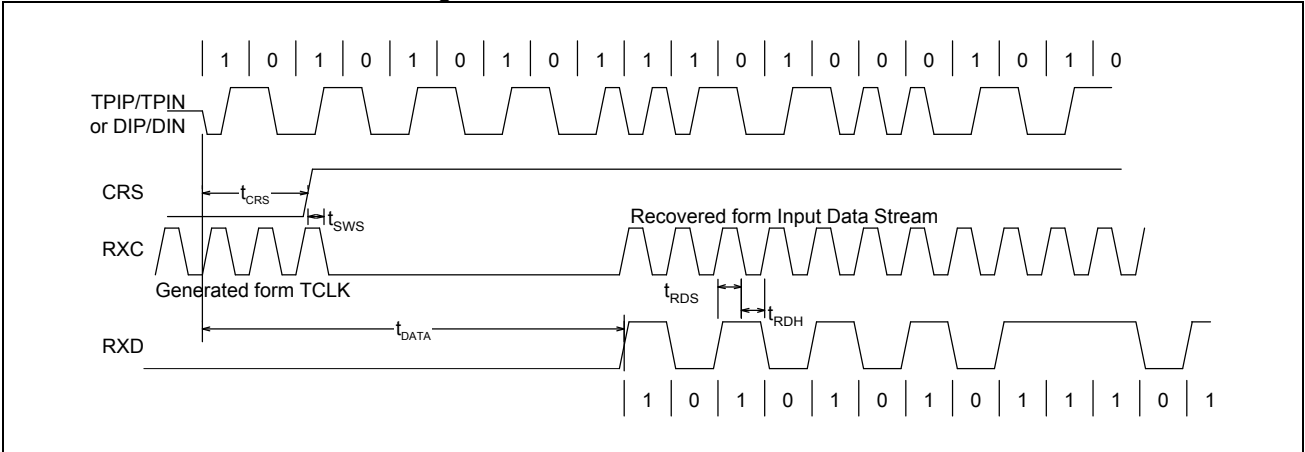 1 0 1 0 1 0 1 0 1 1 1 0 1 0 0 0 1 0 1 0
TPIP/TPIN
or DIP/DIN
CRS
tCRS
tSWS
Recovered form Input Data Stream
RXC
Generated form TCLK
tRDS
tRDH
RXD
tDATA
1 0 1 0 1 0 1 0 1 1 1 0 1